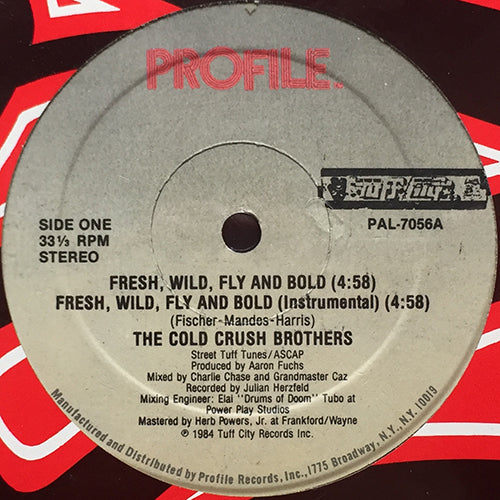 PROFILE.
TUFF CITY
SIDE ONE
33⅓ RPM
STEREO
PAL-7056A
FRESH, WILD, FLY AND BOLD (4:58)
FRESH, WILD, FLY AND BOLD (Instrumental) (4:58)
(Fischer-Mandes-Harris)
THE COLD CRUSH BROTHERS
Street Tuff Tunes/ASCAP
Produced by Aaron Fuchs
Mixed by Charlie Chase and Grandmaster Caz
Recorded by Julian Herzfeld
Mixing Engineer: Elai "Drums of Doom" Tubo at
Power Play Studios
Mastered by Herb Powers, Jr. at Frankford/Wayne
℗ 1984 Tuff City Records Inc.
Manufactured and Distributed by Profile Records, Inc., 1775 Broadway, N.Y., N.Y. 10019